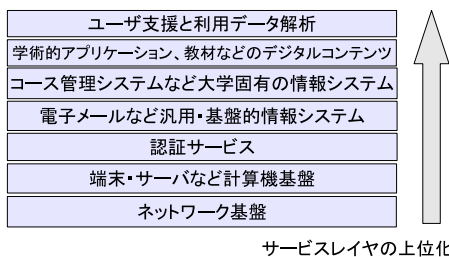 ユーザ支援と利用データ解析
学術的アプリケーション、教材などのデジタルコンテンツ
コース管理システムなど大学固有の情報システム
電子メールなど汎用・基盤的情報システム
認証サービス
端末・サーバなど計算機基盤
ネットワーク基盤
サービスレイヤの上位化